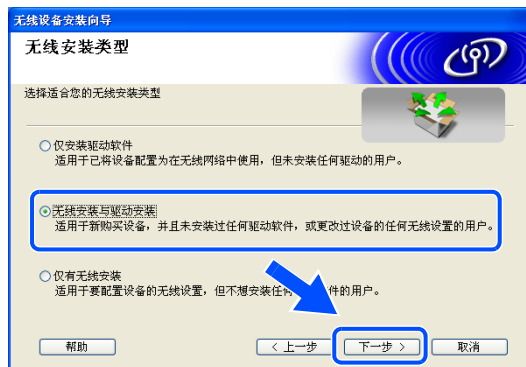 无线设备安装向导
无线安装类型
选择适合您的无线安装类型
仅安装驱动软件
适用于已将设备配置为在无线网络中使用，但未安装任何驱动的用户。
无线安装与驱动安装
适用于新购买设备，并且未安装过任何驱动软件，或更改过设备的任何无线设置的用户。
仅有无线安装
适用于要配置设备的无线设置，但不想安装任 件的用户。
帮助 < 上一步 下一步 > 取消